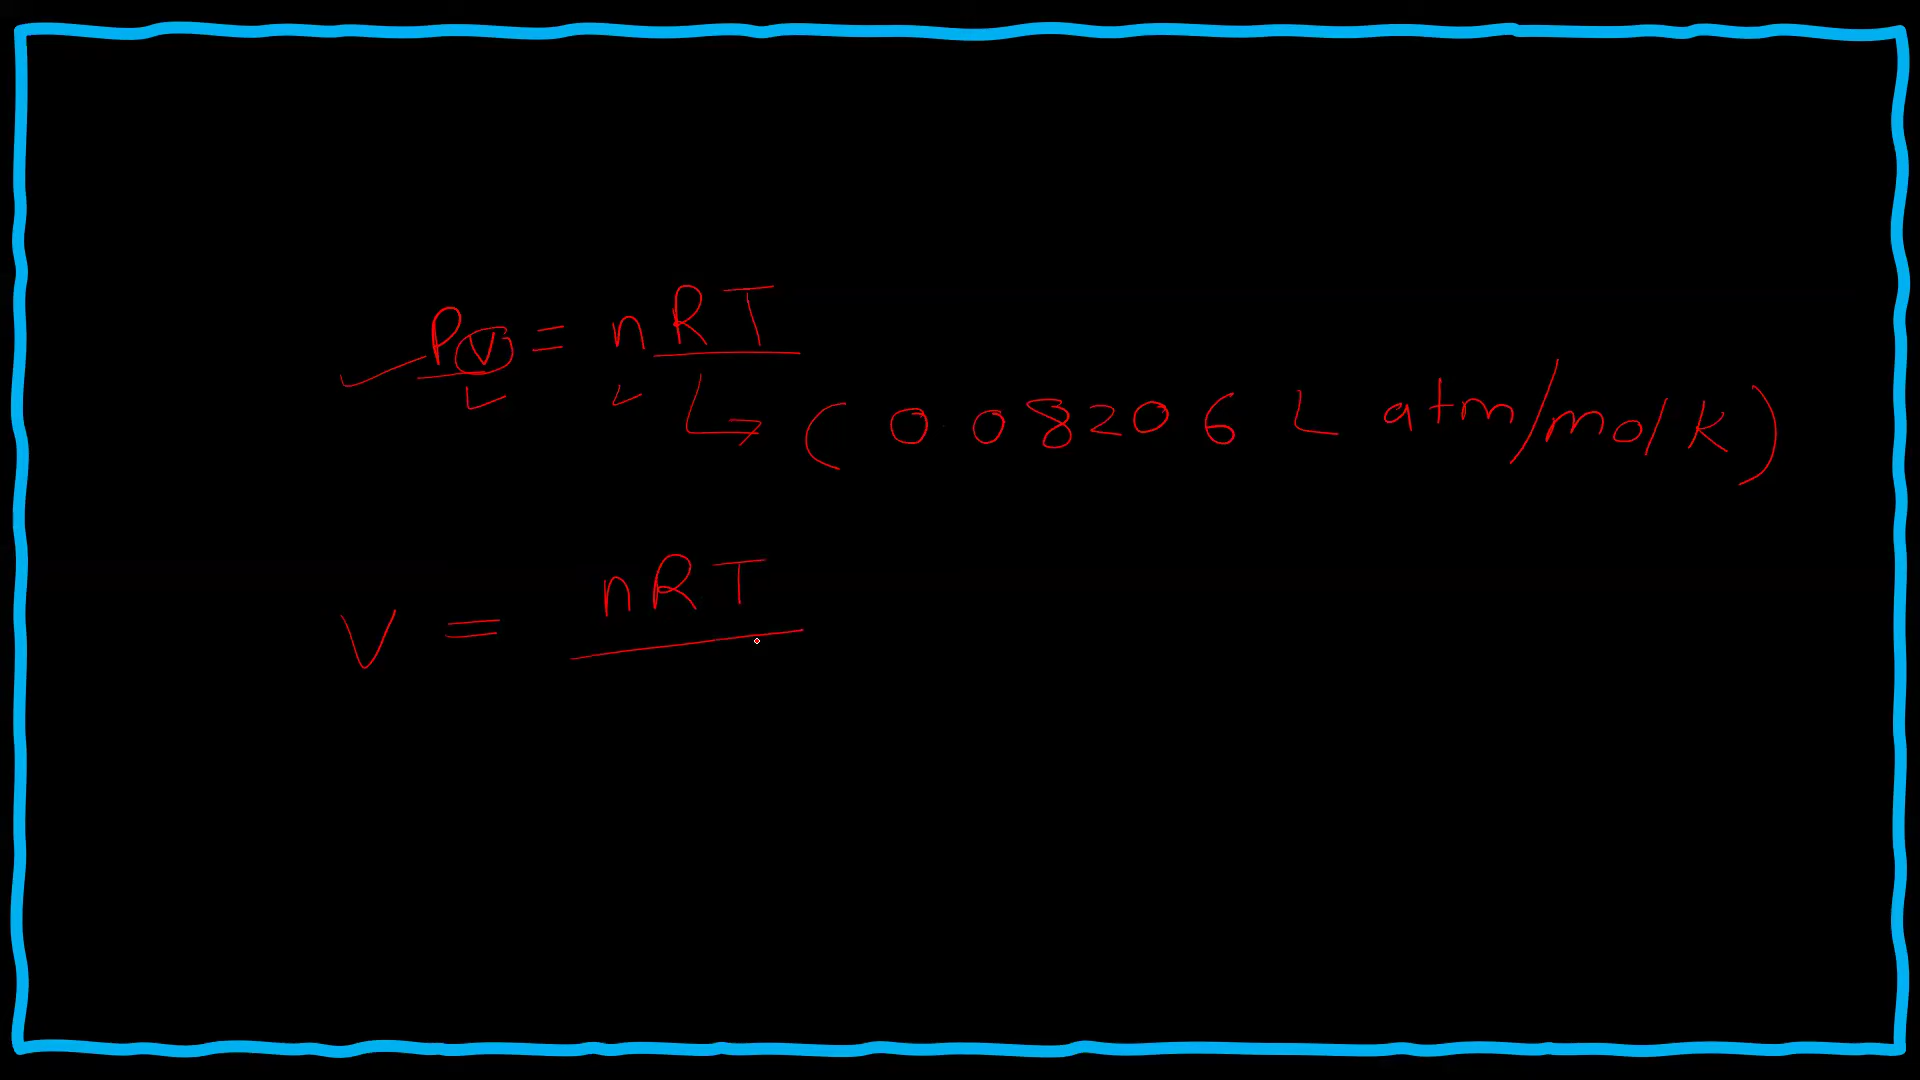 PV = nRT
(0.08206 L atm/mol K)
nRT
V =